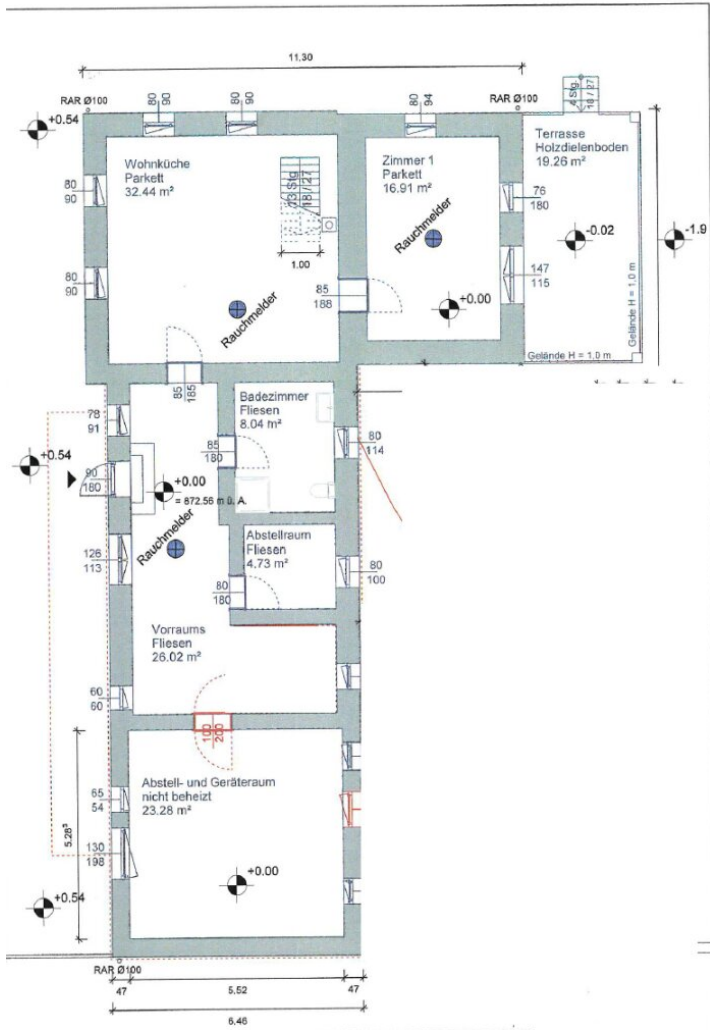 11.30
RAR Ø100
80
90
80
90
80
94
RAR Ø100
4 Stg
18 / 27
+0.54
Wohnküche
Parkett
32.44 m²
13 Stg
18 / 27
1.00
Zimmer 1
Parkett
16.91 m²
Terrasse
Holzdielenboden
19.26 m²
80
90
76
180
Rauchmelder
-0.02
-1.9
80
90
147
115
85
188
+0.00
Rauchmelder
Gelände H = 1.0 m
Gelände H = 1.0 m
85
185
Badezimmer
Fliesen
8.04 m²
78
91
85
180
80
114
+0.54
90
180
+0.00
= 872.56 m ü. A.
Rauchmelder
Abstellraum
Fliesen
4.73 m²
126
113
80
100
80
180
Vorraums
Fliesen
26.02 m²
60
60
100
200
Abstell- und Geräteraum
nicht beheizt
23.28 m²
65
54
5.28³
130
198
+0.00
+0.54
RAR Ø100
47
5.52
47
6.46